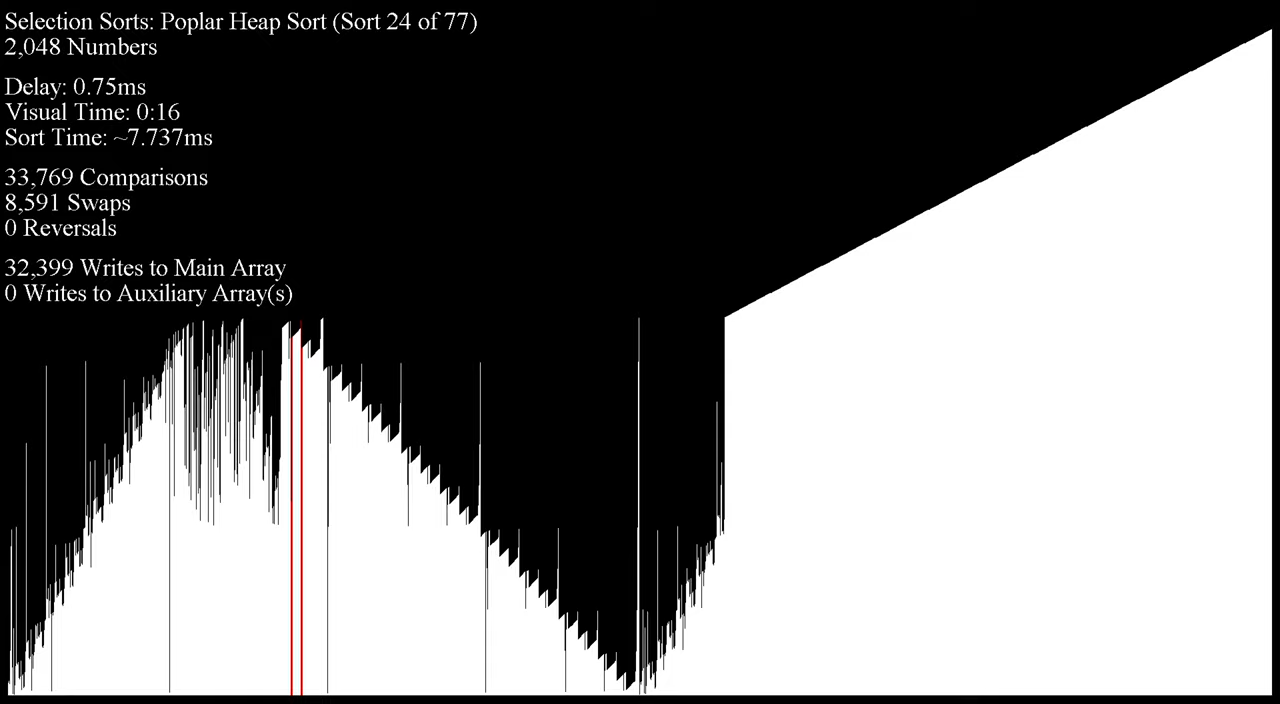 Selection Sorts: Poplar Heap Sort (Sort 24 of 77)
2,048 Numbers
Delay: 0.75ms
Visual Time: 0:16
Sort Time: ~7.737ms
33,769 Comparisons
8,591 Swaps
0 Reversals
32,399 Writes to Main Array
0 Writes to Auxiliary Array(s)